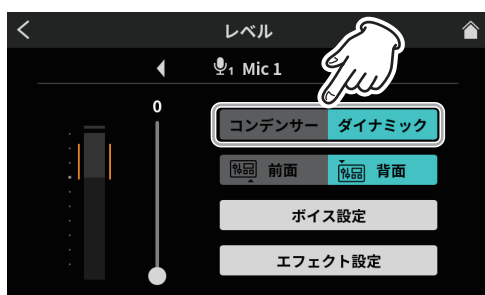 レベル
1 Mic 1
0
コンデンサー ダイナミック
前面 背面
ボイス設定
エフェクト設定